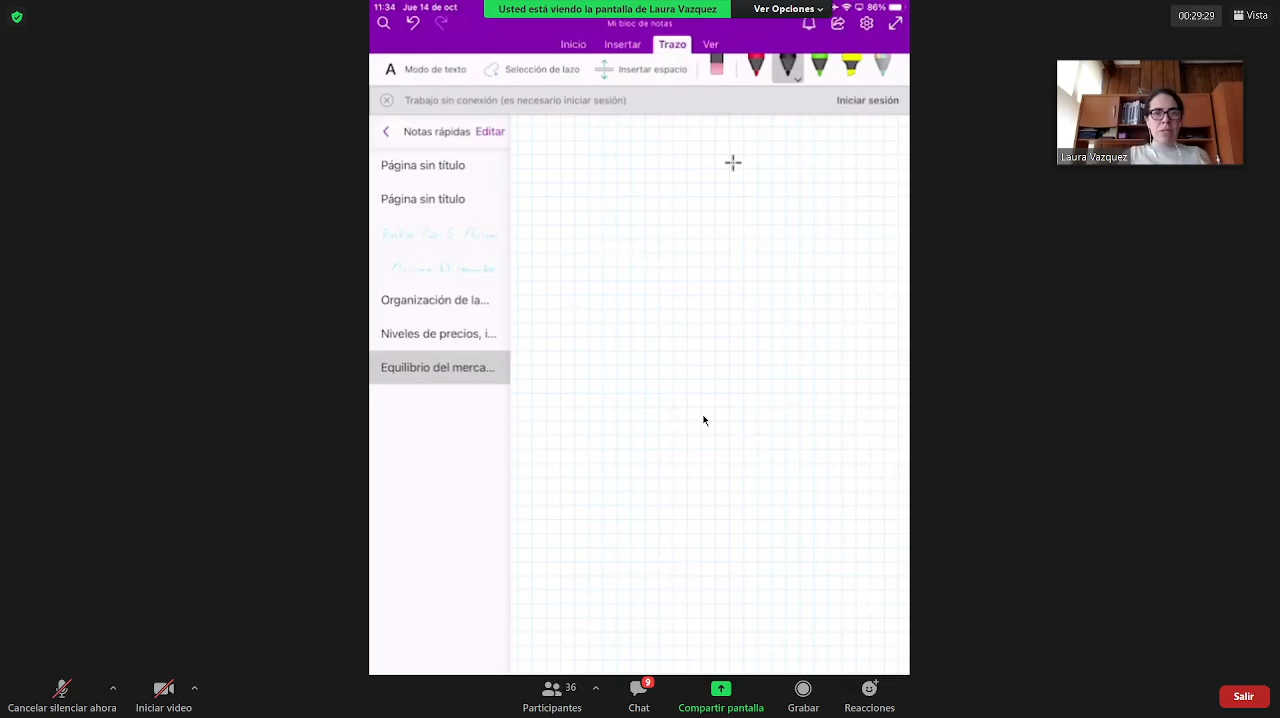 11:34 Jue 14 de oct
Usted está viendo la pantalla de Laura Vazquez
Ver Opciones
86%
00:29:29
Vista
Mi bloc de notas
Inicio
Insertar
Trazo
Ver
A
Modo de texto
Selección de lazo
Insertar espacio
Trabajo sin conexión (es necesario iniciar sesión)
Iniciar sesión
Notas rápidas
Editar
Página sin título
Página sin título
Organización de la...
Niveles de precios, i...
Equilibrio del merca...
Laura Vazquez
Cancelar silenciar ahora
Iniciar video
36
Participantes
9
Chat
Compartir pantalla
Grabar
Reacciones
Salir